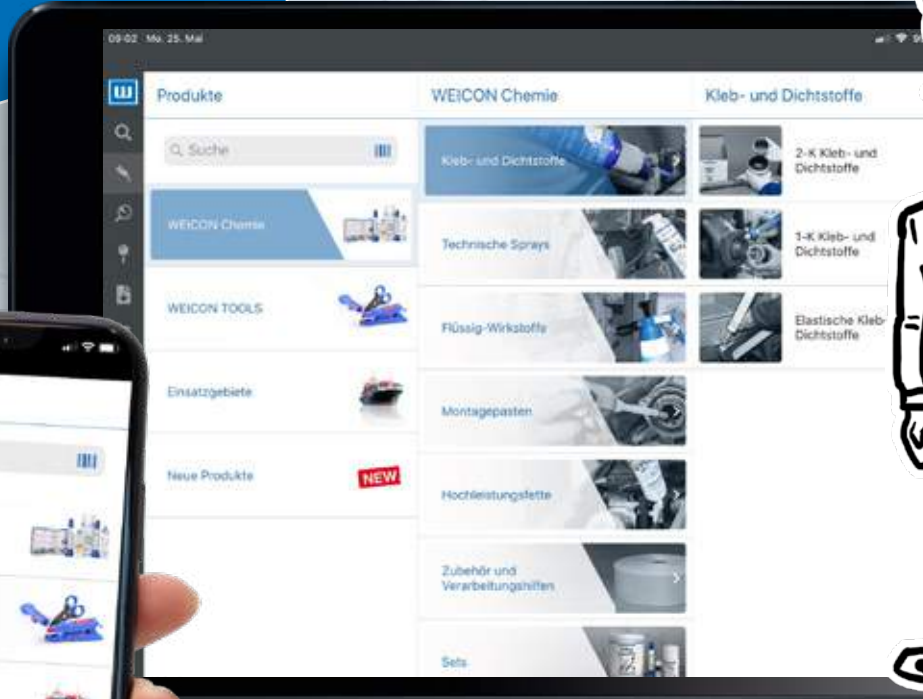 09:02 Mo. 25. Mai
Produkte
WEICON Chemie
Kleb- und Dichtstoffe
Suche
WEICON Chemie
WEICON TOOLS
Einsatzgebiete
Neue Produkte
NEW
Kleb- und Dichtstoffe
Technische Sprays
Flüssig-Wirkstoffe
Montagepasten
Hochleistungsfette
Zubehör und
Verarbeitungshilfen
Sets
2-K Kleb- und
Dichtstoffe
1-K Kleb- und
Dichtstoffe
Elastische Kleb-
Dichtstoffe